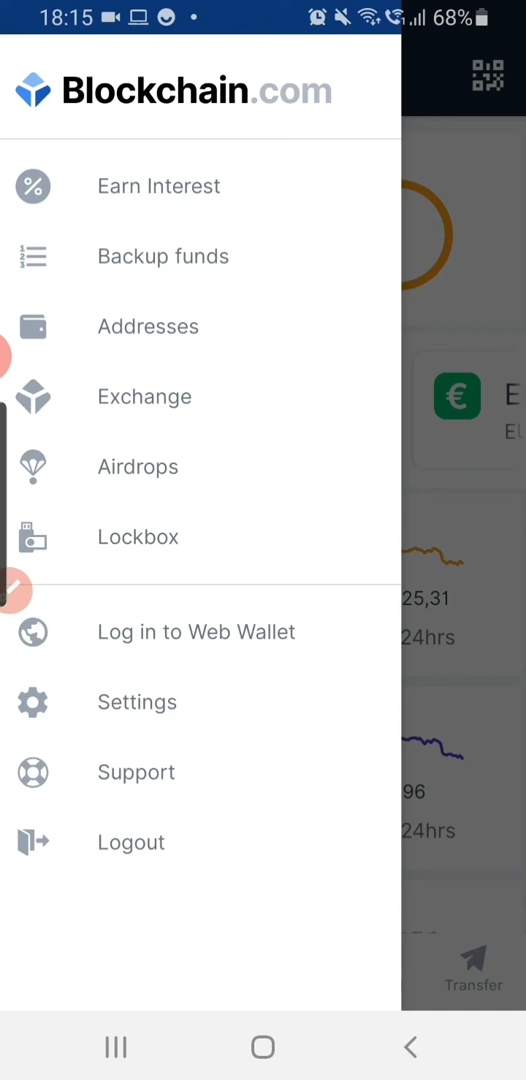 18:15 68%
Blockchain.com
Earn Interest
Backup funds
Addresses
Exchange
Airdrops
Lockbox
Log in to Web Wallet
Settings
Support
Logout
€
25,31
24hrs
96
24hrs
Transfer